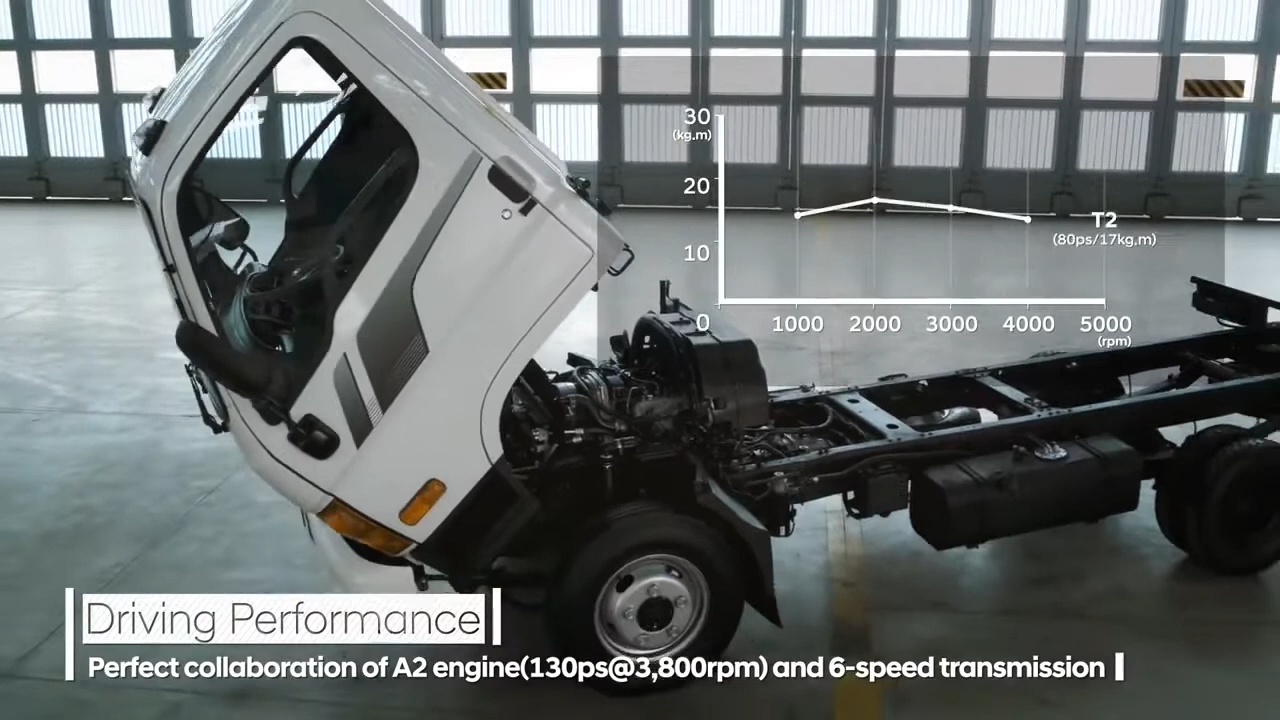 30
(kg.m)
20
10
0
1000 2000 3000 4000 5000
(rpm)
T2
(80ps/17kg.m)
Driving Performance
Perfect collaboration of A2 engine(130ps@3,800rpm) and 6-speed transmission